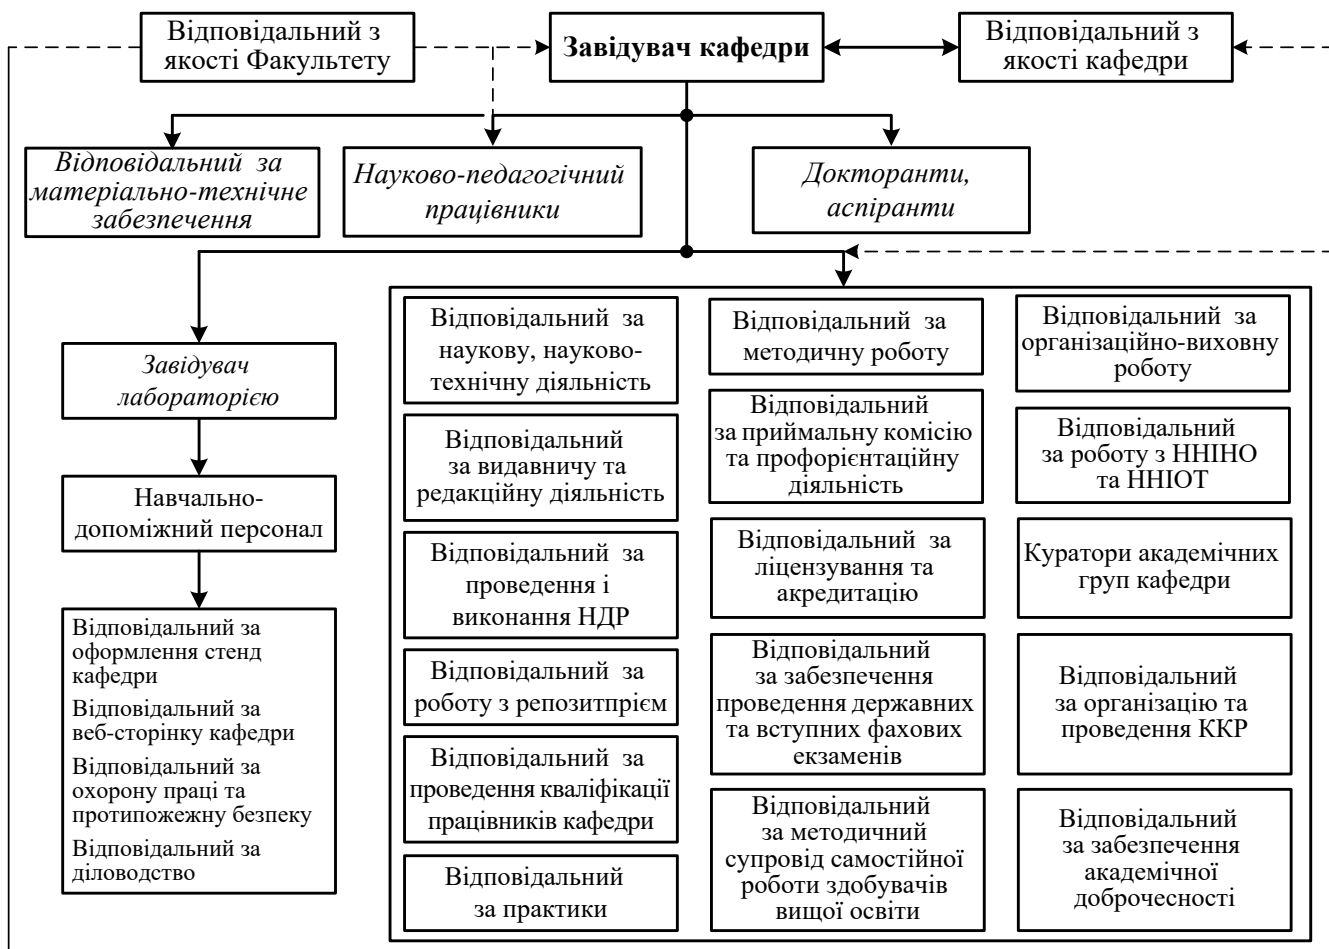 Відповідальний з
якості Факультету
Завідувач кафедри
Відповідальний з
якості кафедри
Відповідальний за
матеріально-технічне
забезпечення
Науково-педагогічний
працівники
Докторанти,
аспіранти
Завідувач
лабораторією
Навчально-
допоміжний персонал
Відповідальний за
оформлення стенд
кафедри
Відповідальний за
веб-сторінку кафедри
Відповідальний за
охорону праці та
протипожежну безпеку
Відповідальний за
діловодство
Відповідальний за
наукову, науково-
технічну діяльність
Відповідальний
за видавничу та
редакційну діяльність
Відповідальний за
проведення і
виконання НДР
Відповідальний за
роботу з репозитпрієм
Відповідальний за
проведення кваліфікації
працівників кафедри
Відповідальний
за практики
Відповідальний за
методичну роботу
Відповідальний
за приймальну комісію
та профорієнтаційну
діяльність
Відповідальний за
ліцензування та
акредитацію
Відповідальний
за забезпечення
проведення державних
та вступних фахових
екзаменів
Відповідальний
за методичний
супровід самостійної
роботи здобувачів
вищої освіти
Відповідальний за
організаційно-виховну
роботу
Відповідальний
за роботу з ННІНО
та ННІОТ
Куратори академічних
груп кафедри
Відповідальний
за організацію та
проведення ККР
Відповідальний
за забезпечення
академічної
доброчесності